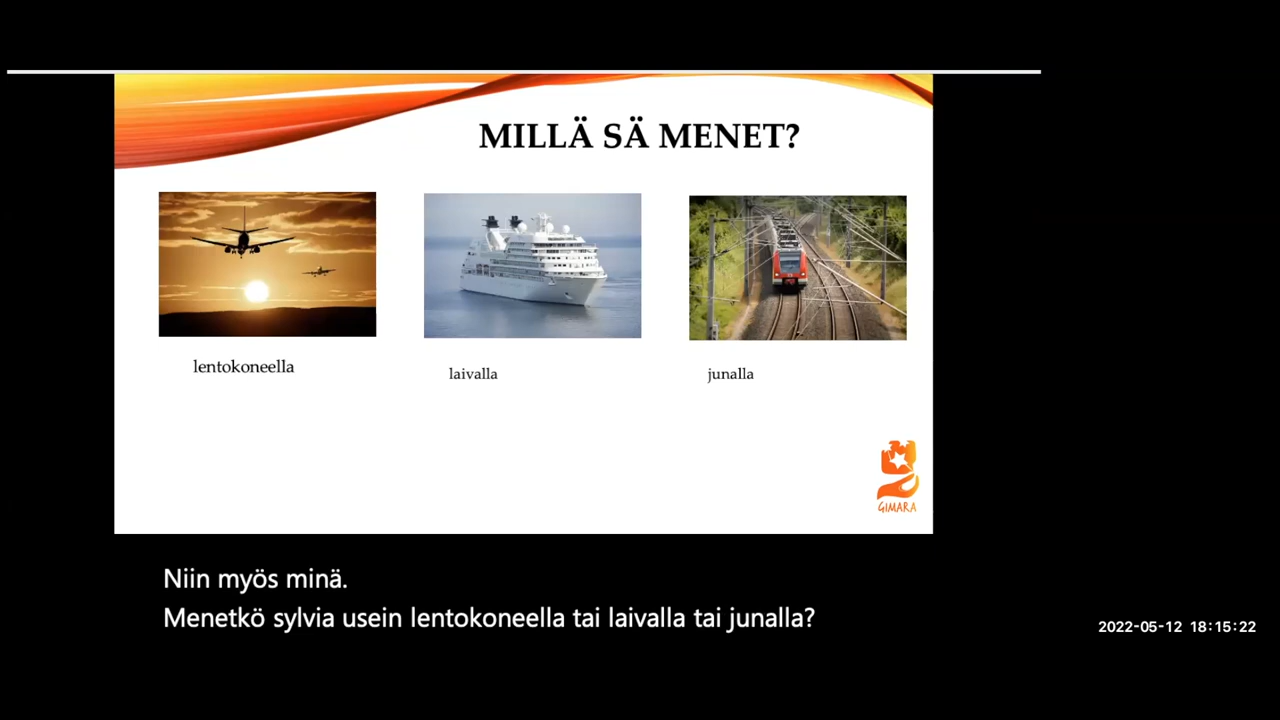 MILLÄ SÄ MENET?
lentokoneella
laivalla
junalla
GIMARA
Niin myös minä.
Menetkö sylvia usein lentokoneella tai laivalla tai junalla?
2022-05-12 18:15:22